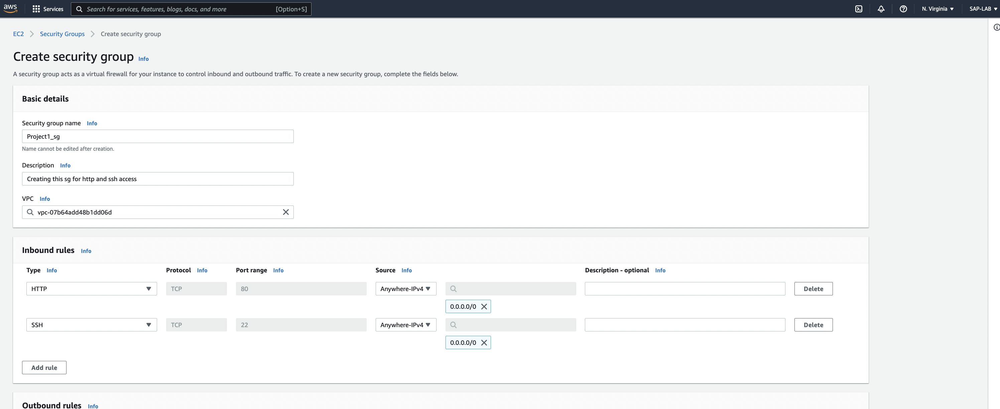 aws Services Search for services, features, blogs, docs, and more [Option+S] N. Virginia SAP-LAB
EC2 Security Groups Create security group
Create security group Info
A security group acts as a virtual firewall for your instance to control inbound and outbound traffic. To create a new security group, complete the fields below.
Basic details
Security group name Info
Project1_sg
Name cannot be edited after creation.
Description Info
Creating this sg for http and ssh access
VPC Info
vpc-07b64add48b1dd06d
Inbound rules Info
Type Info Protocol Info Port range Info Source Info Description - optional Info
HTTP TCP 80 Anywhere-IPv4 Delete
0.0.0.0/0
SSH TCP 22 Anywhere-IPv4 Delete
0.0.0.0/0
Add rule
Outbound rules Info